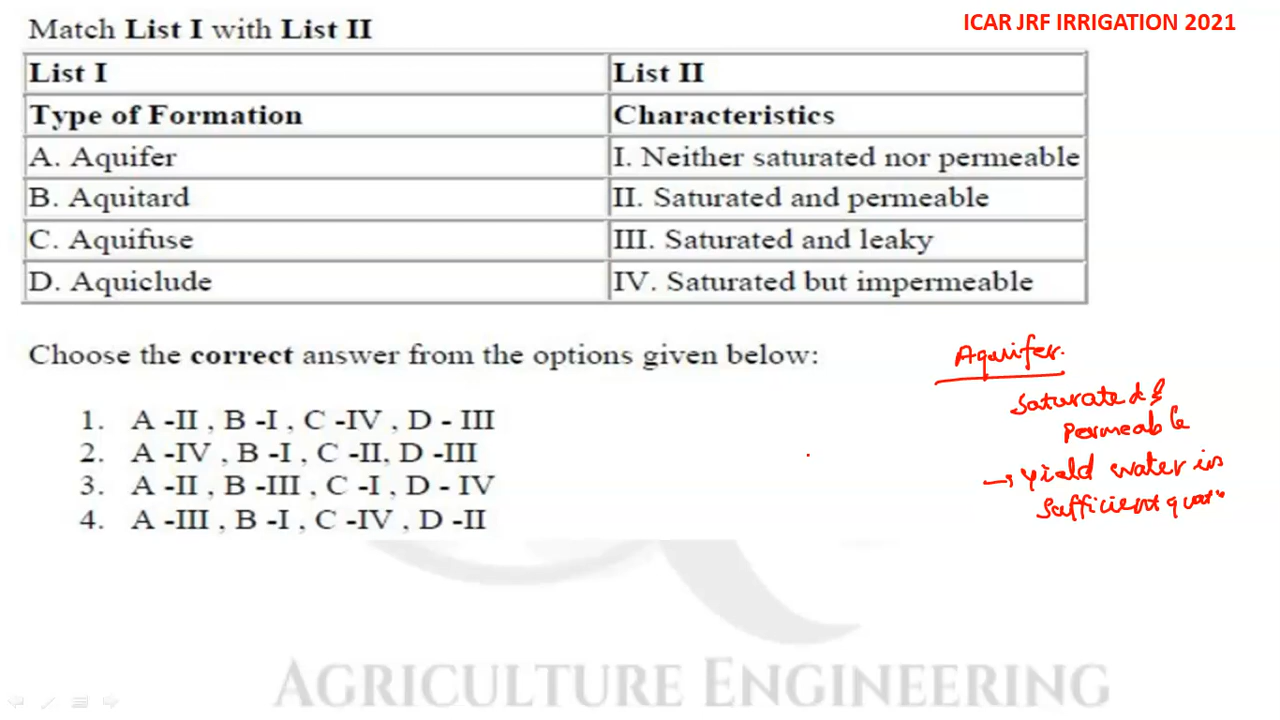 ICAR JRF IRRIGATION 2021
Match List I with List II
List I List II
Type of Formation Characteristics
A. Aquifer I. Neither saturated nor permeable
B. Aquitard II. Saturated and permeable
C. Aquifuse III. Saturated and leaky
D. Aquiclude IV. Saturated but impermeable
Choose the correct answer from the options given below:
1. A -II , B -I , C -IV , D - III
2. A -IV , B -I , C -II, D -III
3. A -II , B -III , C -I , D - IV
4. A -III , B -I , C -IV , D -II
Aquifer.
Saturated &
Permeable
→ Yield water in
Sufficient
AGRICULTURE ENGINEERING